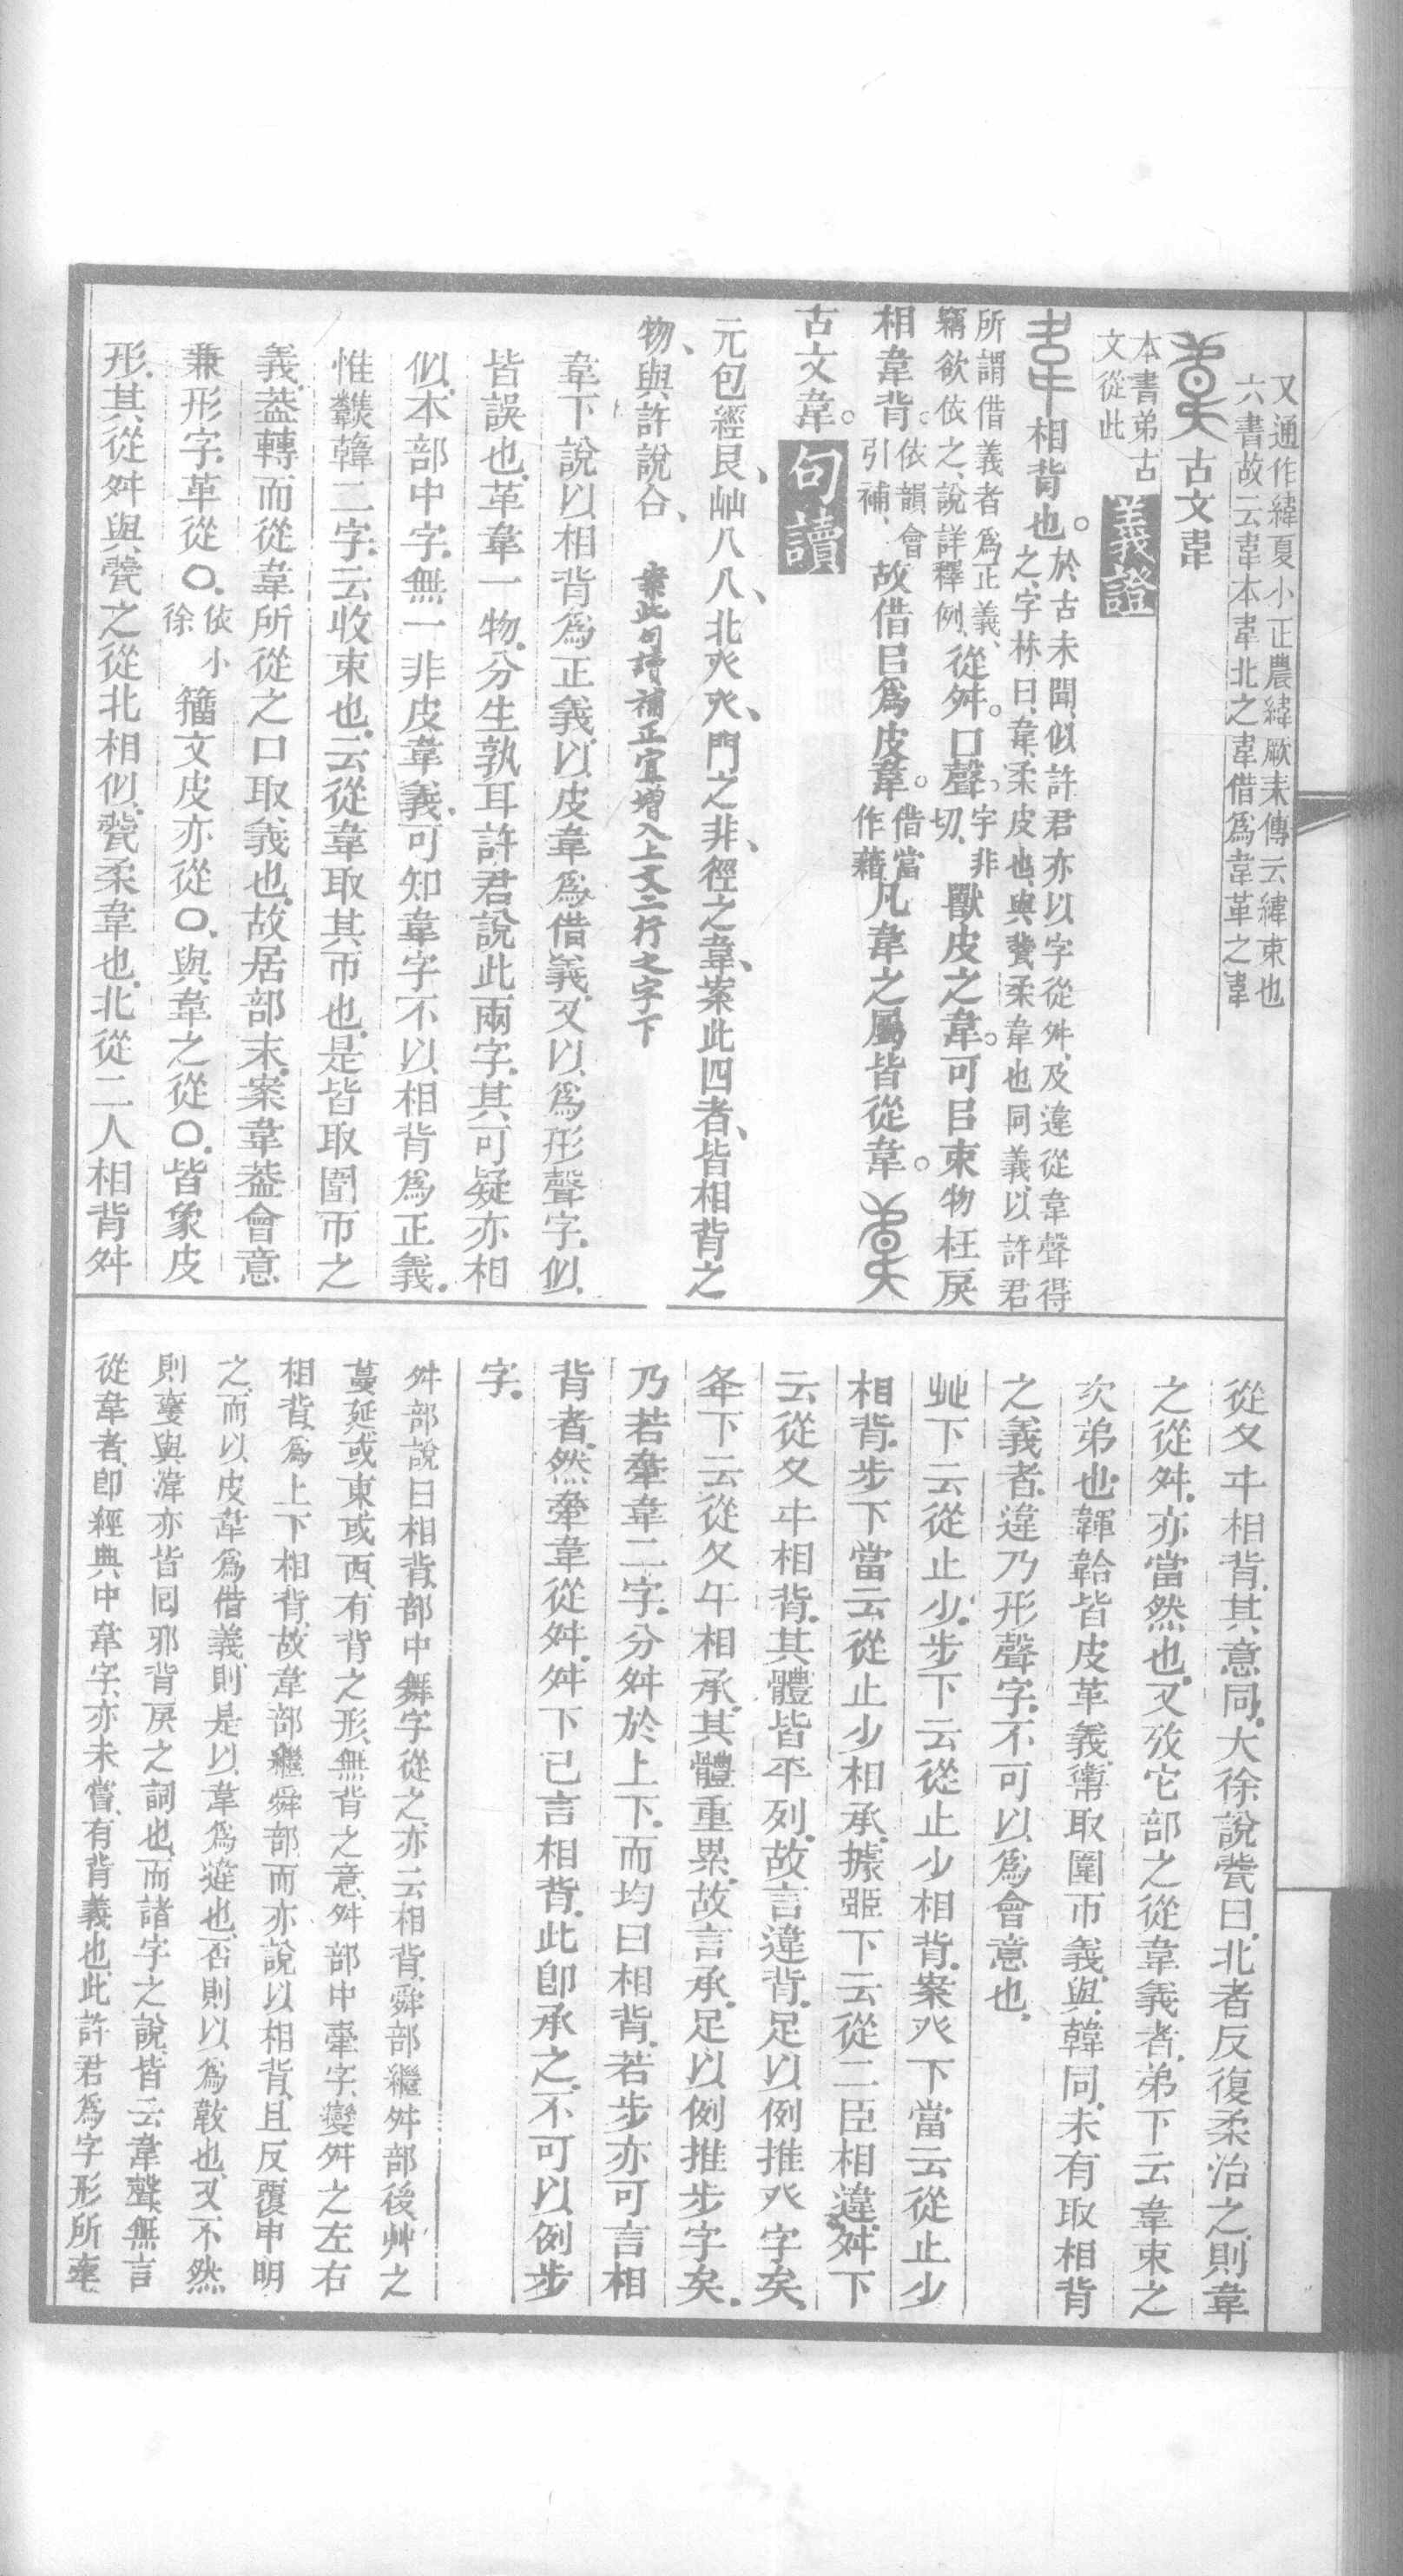 又通作緯夏小正農緯厥耒傳云緯束也
六書故云韋本韋北之韋借爲韋革之韋
古文韋
本書弟古
文從此
義證
相背也。
於古未聞、似許君亦以字從舛、及違從韋聲得
之、字林曰、韋、柔皮也、與㼱柔韋也同義、以許君
所謂借義者爲正義、
竊欲依之、說詳釋例、
從舛。口聲。
字非
切、
獸皮之韋。可㠯束物枉戾
相韋背。
依韻會
引補、
故借㠯爲皮韋。
借當
作藉
凡韋之屬皆從韋。
古文韋。
句讀
元包經艮、屾八八、北㸚㸚、門之非、徑之韋、案此四者、皆相背之
物、與許說合、
案此句讀補正宜增入上文二行之字下
韋下說以相背爲正義、以皮韋爲借義、又以爲形聲字、似
皆誤也、革韋一物、分生孰耳、許君說此兩字、其可疑亦相
似、本部中字、無一非皮韋義、可知韋字不以相背爲正義、
惟韏韓二字、云收束也、云從韋取其帀也、是皆取圍帀之
義、葢轉而從韋所從之口取義也、故居部末、案韋葢會意
兼形字、革從〇、
依小
徐
籀文皮亦從〇、與韋之從〇、皆象皮
形、其從舛與㼱之從北相似、㼱柔韋也、北從二人相背、舛
從夊㐄相背、其意同、大徐說㼱曰、北者反復柔治之、則韋
之從舛、亦當然也、又攷它部之從韋義者、弟下云韋束之
次弟也、韗韐皆皮革義、㡔取圍帀義、與韓同、未有取相背
之義者、違乃形聲字、不可以爲會意也、
㐀下云從止𣥂、步下云從止𣥂相背、案癶下當云從止𣥂
相背、步下當云從止𣥂相承、據䣈下云從二臣相違、舛下
云從夊㐄相背、其體皆平列、故言違背、足以例推癶字矣、
夅下云從夂㐄相承、其體重累、故言承、足以例推步字矣、
乃若舝韋二字、分舛於上下、而均曰相背、若步亦可言相
背者、然舝韋從舛、舛下已言相背、此卽承之、不可以例步
字、
舛部說曰相背、部中舞字從之、亦云相背、舜部繼舛部後、艸之
蔓延、或東或西、有背之形、無背之意、舛部中舝字、變舛之左右
相背、爲上下相背、故韋部繼舜部、而亦說以相背、且反覆申明
之、而以皮韋爲借義、則是以韋爲違也、否則以爲敼也、又不然
則㦣與湋亦皆回邪背戾之詞也、而諸字之說、皆云韋聲、無言
從韋者、卽經典中韋字、亦未嘗有背義也、此許君爲字形所牽